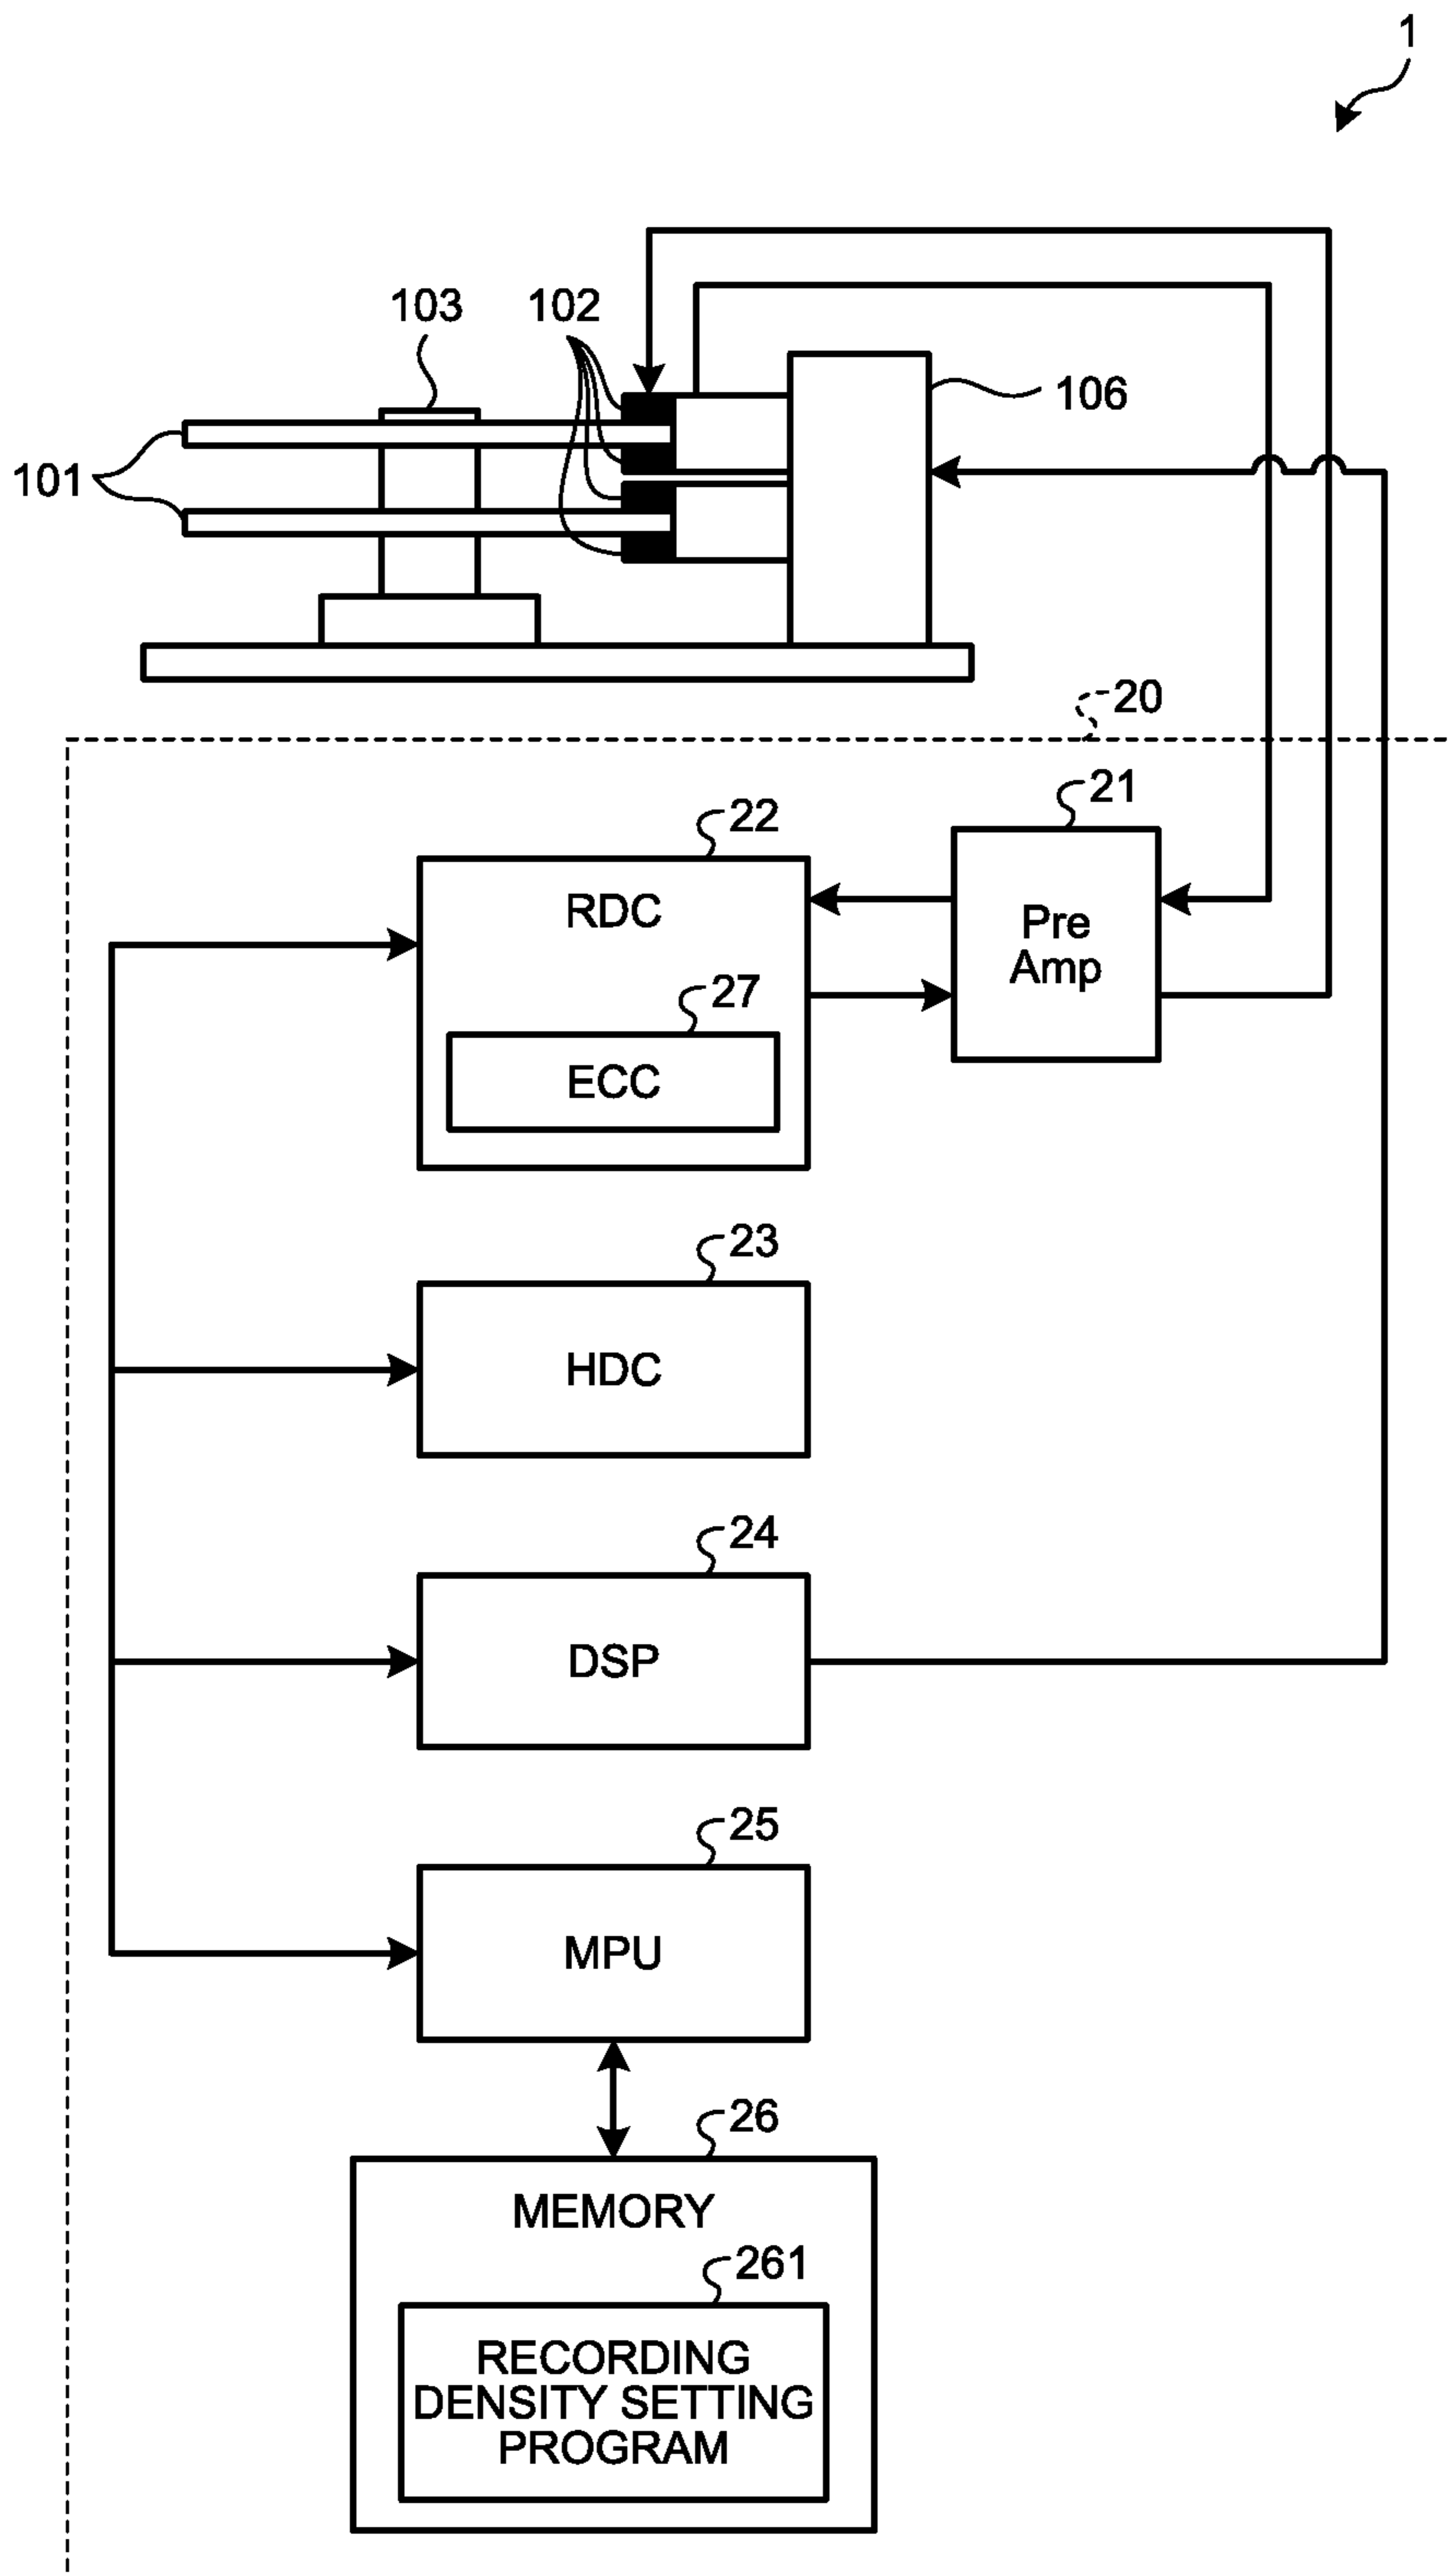 1
103
102
106
101
20
21
22
RDC
Pre
Amp
27
ECC
23
HDC
24
DSP
25
MPU
26
MEMORY
261
RECORDING
DENSITY SETTING
PROGRAM